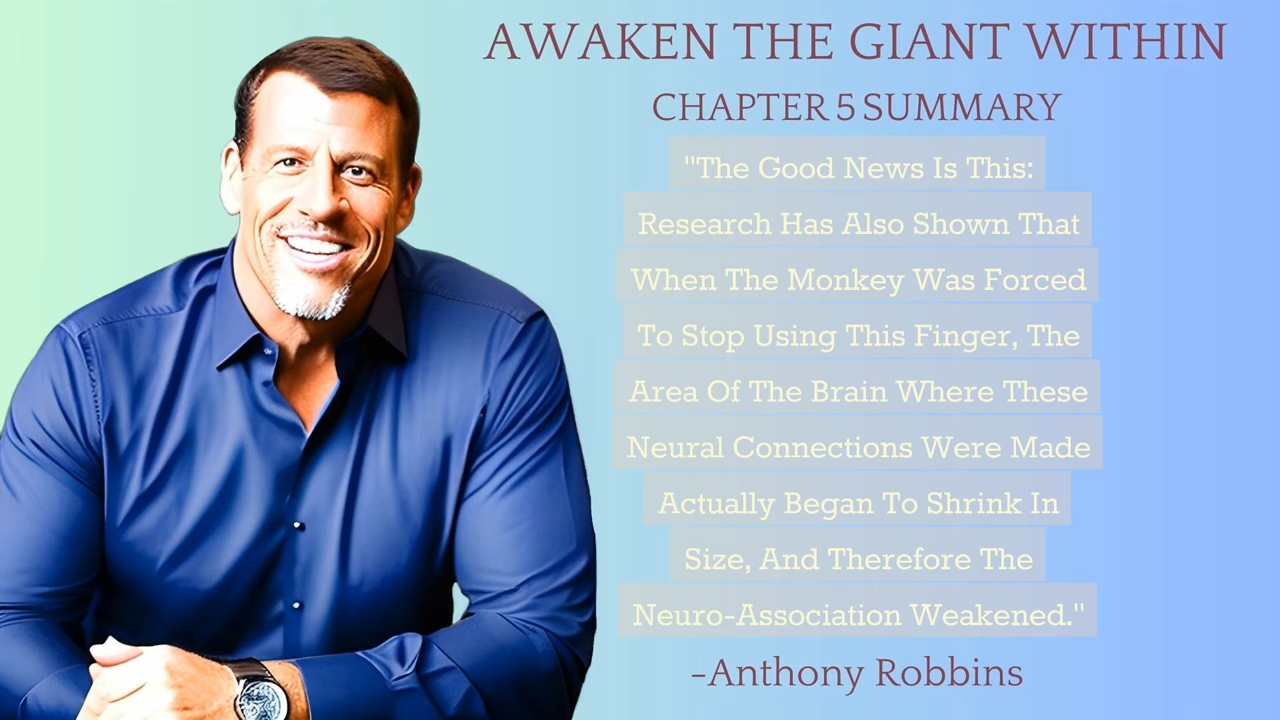 AWAKEN THE GIANT WITHIN
CHAPTER 5 SUMMARY
"The Good News Is This:
Research Has Also Shown That
When The Monkey Was Forced
To Stop Using This Finger, The
Area Of The Brain Where These
Neural Connections Were Made
Actually Began To Shrink In
Size, And Therefore The
Neuro-Association Weakened."
-Anthony Robbins